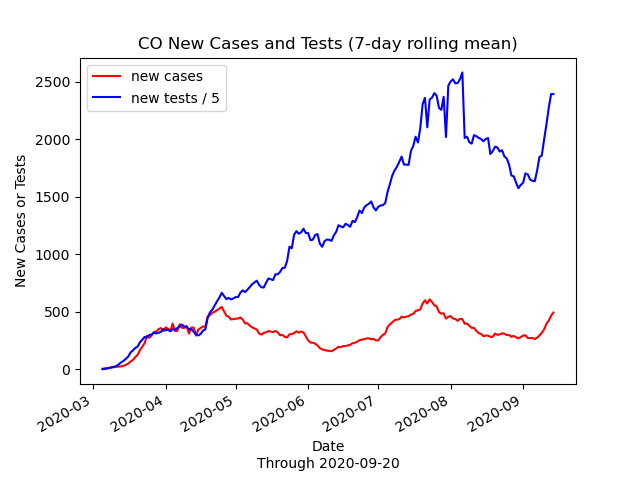 CO New Cases and Tests (7-day rolling mean)
new cases
new tests / 5
New Cases or Tests
2500
2000
1500
1000
500
0
2020-03
2020-04
2020-05
2020-06
2020-07
2020-08
2020-09
Date
Through 2020-09-20